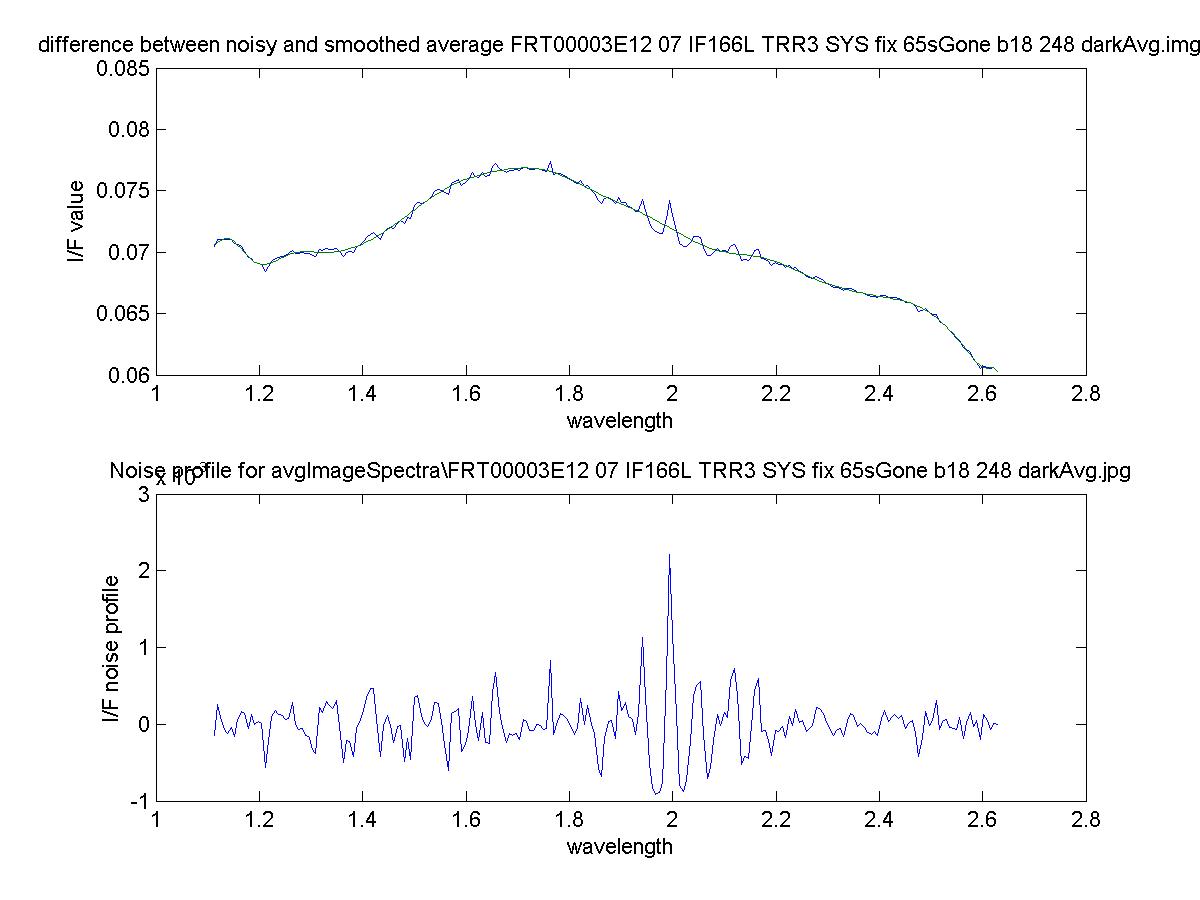 difference between noisy and smoothed average FRT00003E12 07 IF166L TRR3 SYS fix 65sGone b18 248 darkAvg.img
0.085
0.08
0.075
0.07
0.065
0.06
I/F value
1 1.2 1.4 1.6 1.8 2 2.2 2.4 2.6 2.8
wavelength
Noise profile for avgImageSpectra\FRT00003E12 07 IF166L TRR3 SYS fix 65sGone b18 248 darkAvg.jpg
x 10
3
2
1
0
-1
I/F noise profile
1 1.2 1.4 1.6 1.8 2 2.2 2.4 2.6 2.8
wavelength